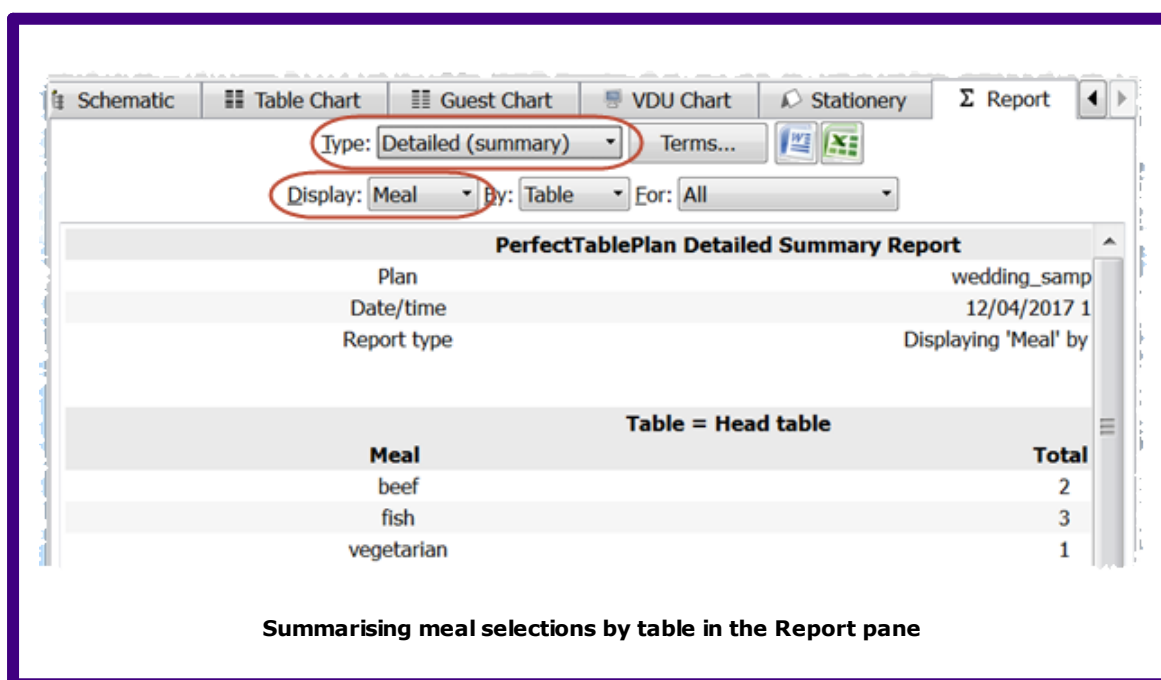 Schematic Table Chart Guest Chart VDU Chart Stationery Σ Report
Type: Detailed (summary) Terms...
Display: Meal By: Table For: All
PerfectTablePlan Detailed Summary Report
Plan wedding_samp
Date/time 12/04/2017 1
Report type Displaying 'Meal' by
Table = Head table
Meal Total
beef 2
fish 3
vegetarian 1
Summarising meal selections by table in the Report pane